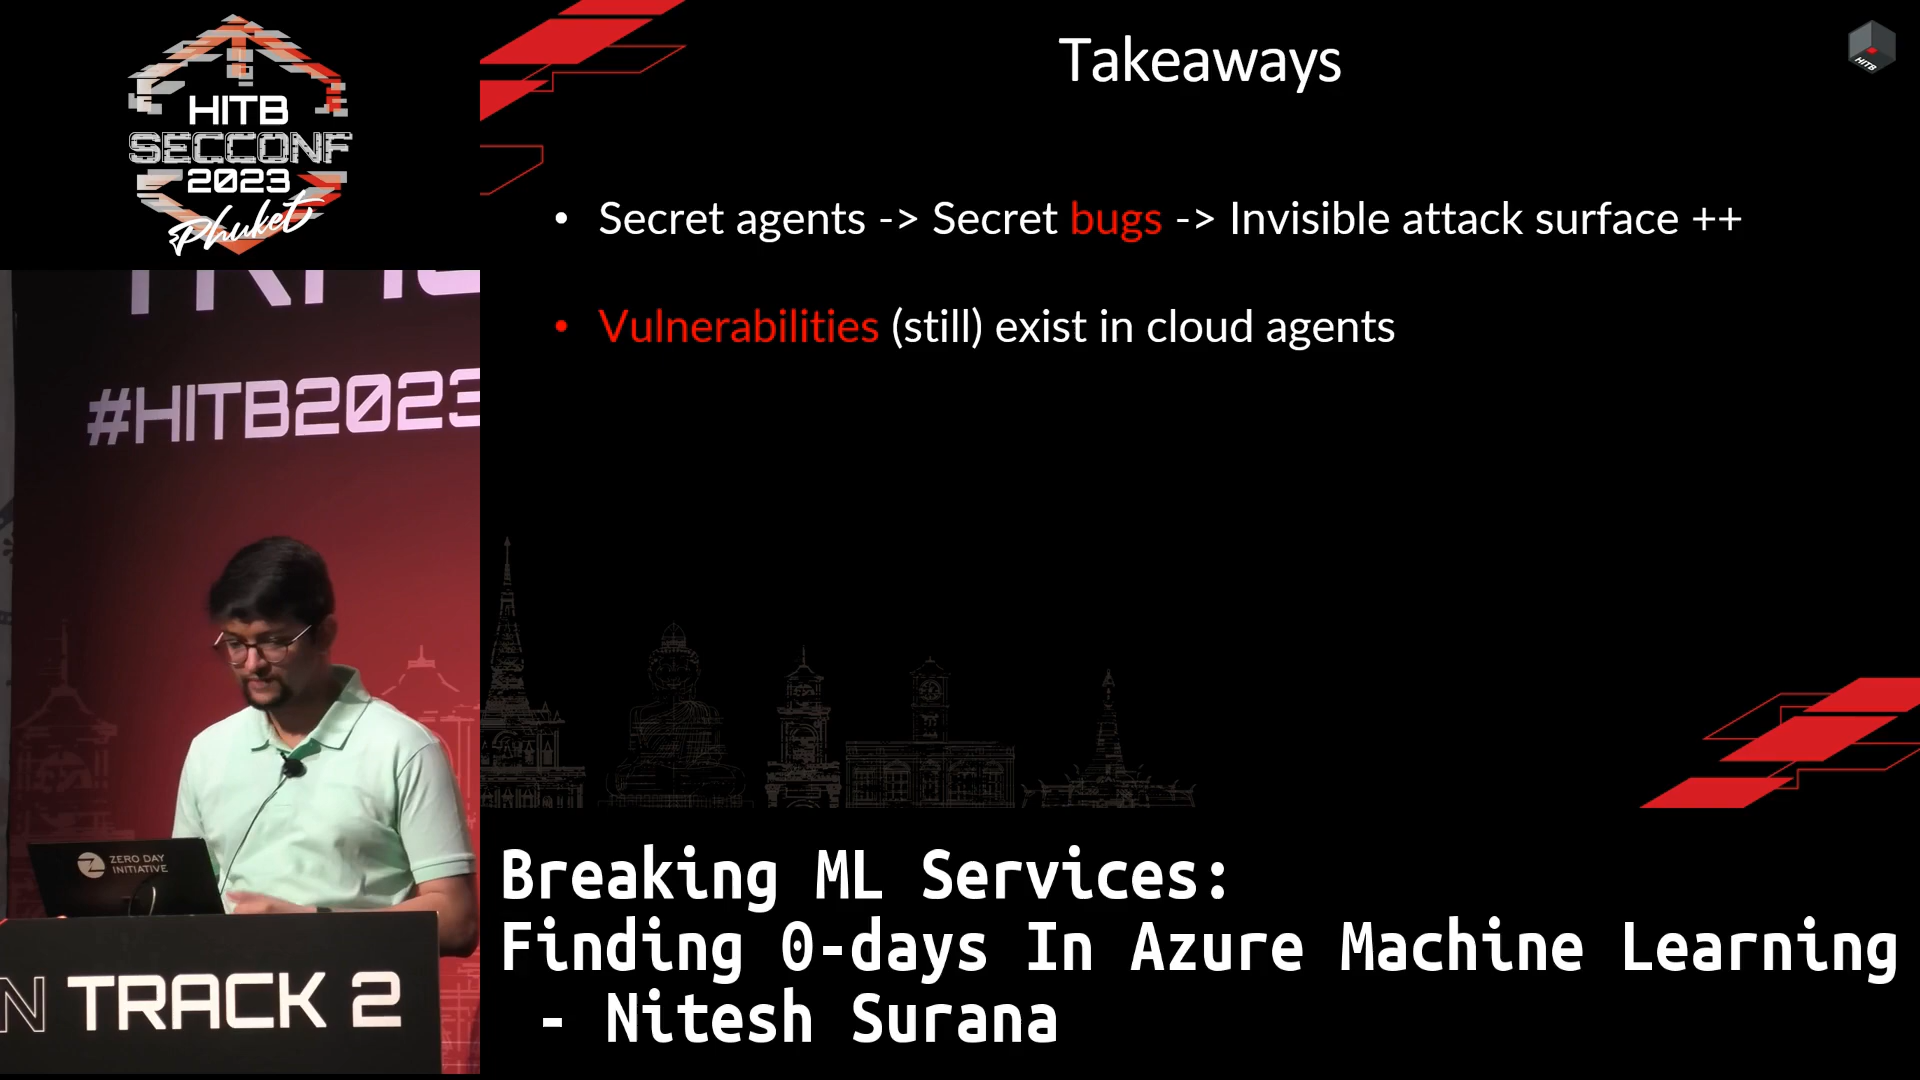 HITB
SECCONF
2023
Phuket
Takeaways
HITB
• Secret agents -> Secret bugs -> Invisible attack surface ++
• Vulnerabilities (still) exist in cloud agents
#HITB2023
ZERO DAY
INITIATIVE
N TRACK 2
Breaking ML Services:
Finding 0-days In Azure Machine Learning
- Nitesh Surana